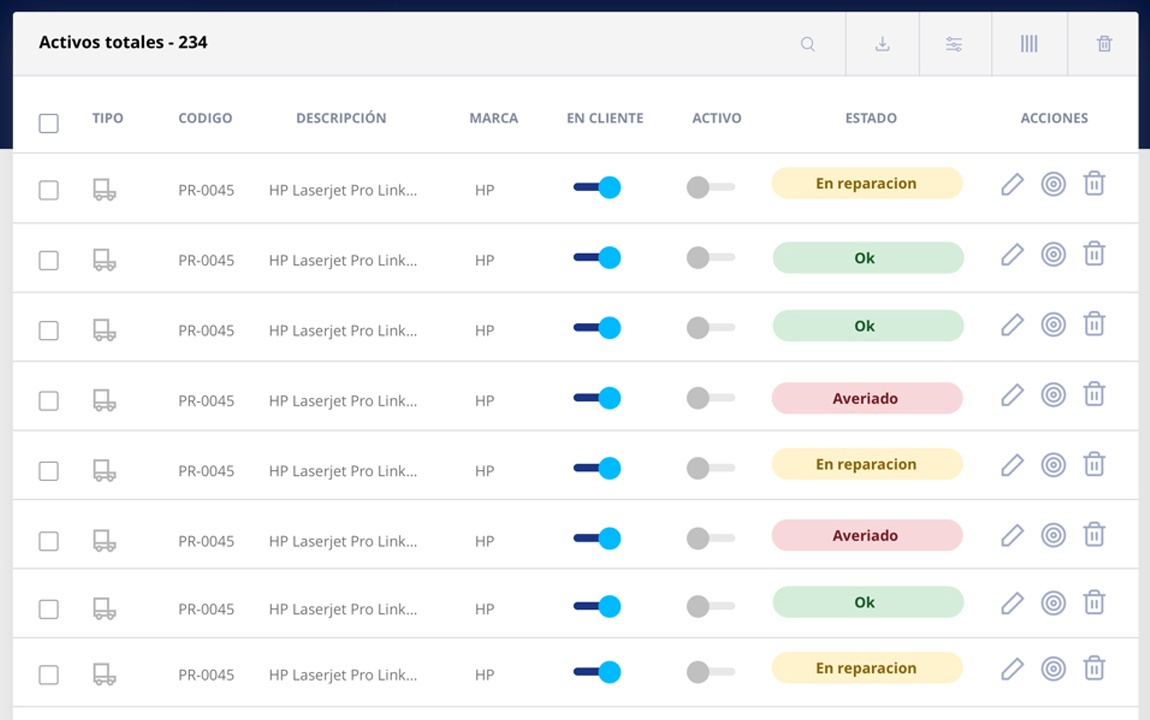 Activos totales - 234
TIPO CODIGO DESCRIPCIÓN MARCA EN CLIENTE ACTIVO ESTADO ACCIONES
PR-0045 HP Laserjet Pro Link... HP En reparacion
PR-0045 HP Laserjet Pro Link... HP Ok
PR-0045 HP Laserjet Pro Link... HP Ok
PR-0045 HP Laserjet Pro Link... HP Averiado
PR-0045 HP Laserjet Pro Link... HP En reparacion
PR-0045 HP Laserjet Pro Link... HP Averiado
PR-0045 HP Laserjet Pro Link... HP Ok
PR-0045 HP Laserjet Pro Link... HP En reparacion